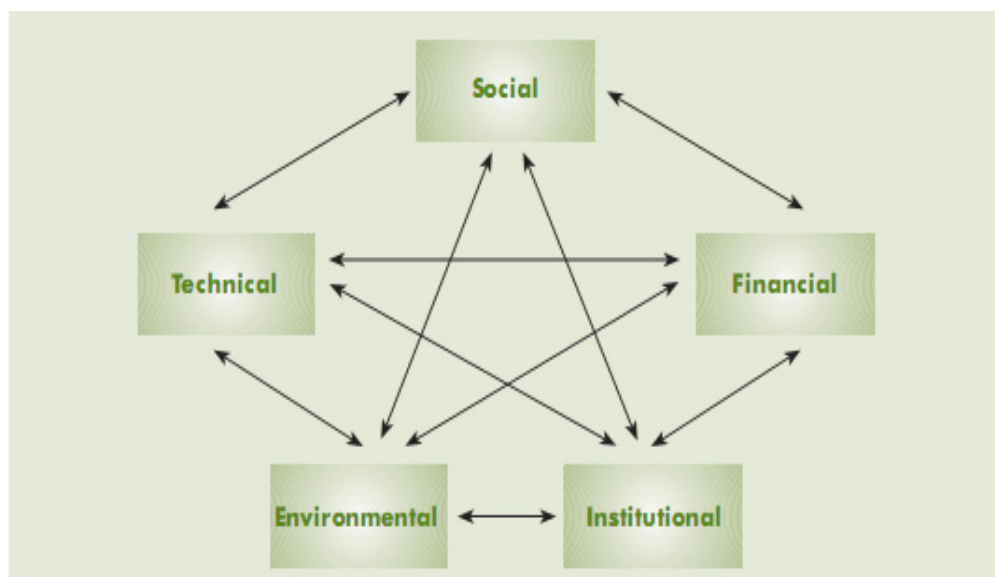 Social
Technical
Financial
Environmental
Institutional